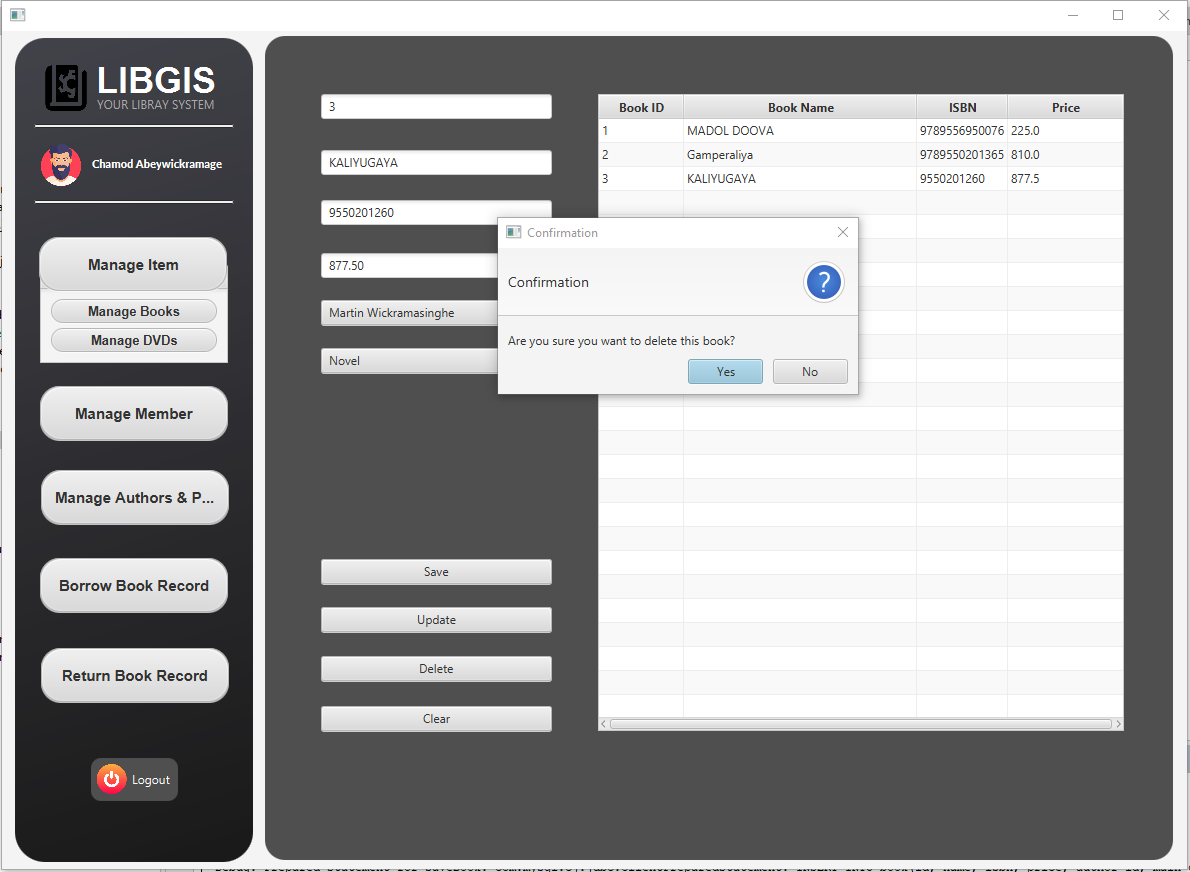 LIBGIS
YOUR LIBRAY SYSTEM
Chamod Abeywickramage
Manage Item
Manage Books
Manage DVDs
Manage Member
Manage Authors & P...
Borrow Book Record
Return Book Record
Logout
3
KALIYUGAYA
9550201260
877.50
Martin Wickramasinghe
Novel
Save
Update
Delete
Clear
Book ID Book Name ISBN Price
1 MADOL DOOVA 9789556950076 225.0
2 Gamperaliya 9789550201365 810.0
3 KALIYUGAYA 9550201260 877.5
Confirmation
Confirmation
?
Are you sure you want to delete this book?
Yes No